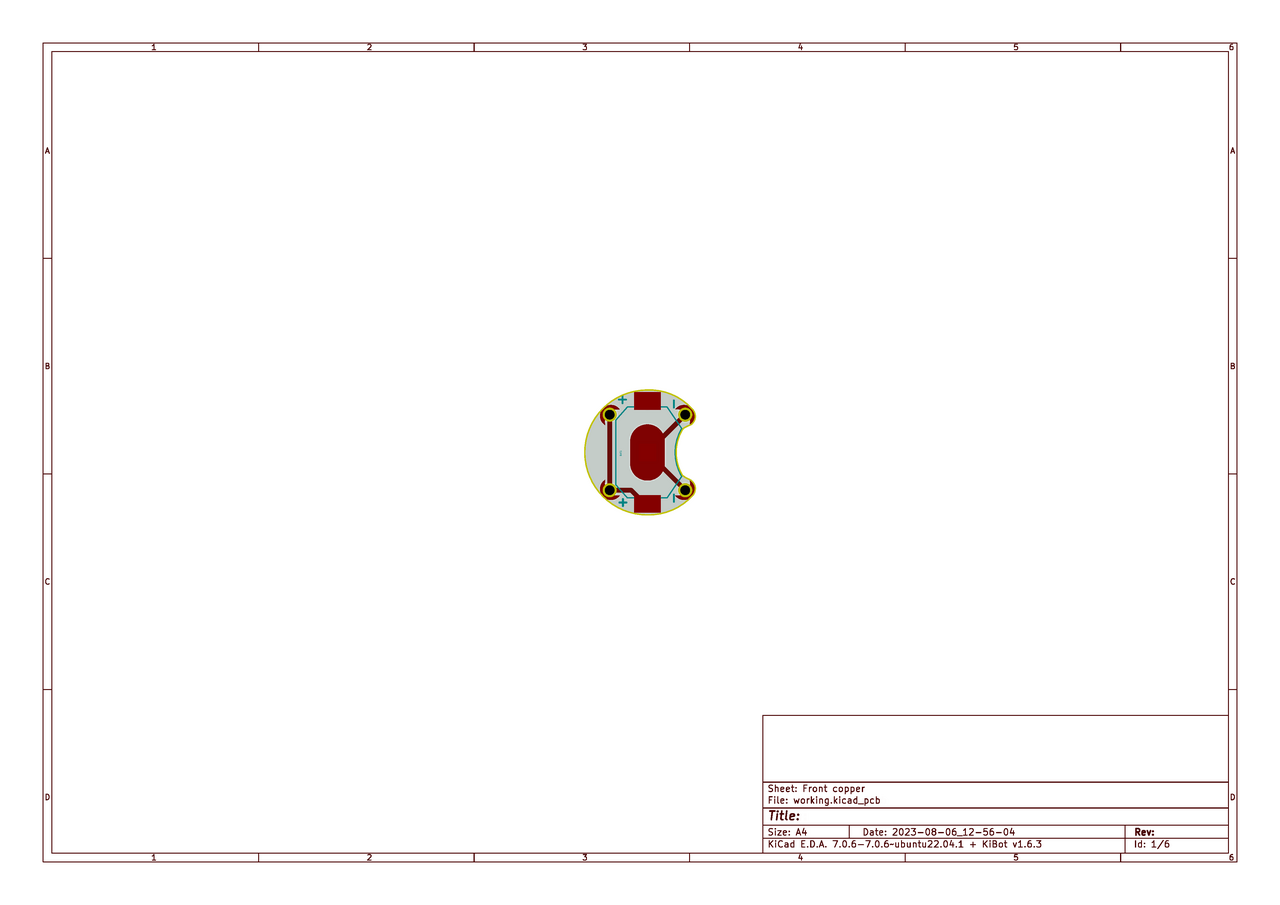 1 2 3 4 5 6
A A
B B
+ −
+ −
C C
D D
Sheet: Front copper
File: working.kicad_pcb
Title:
Size: A4 Date: 2023-08-06_12-56-04 Rev:
KiCad E.D.A. 7.0.6-7.0.6~ubuntu22.04.1 + KiBot v1.6.3 Id: 1/6
1 2 3 4 5 6